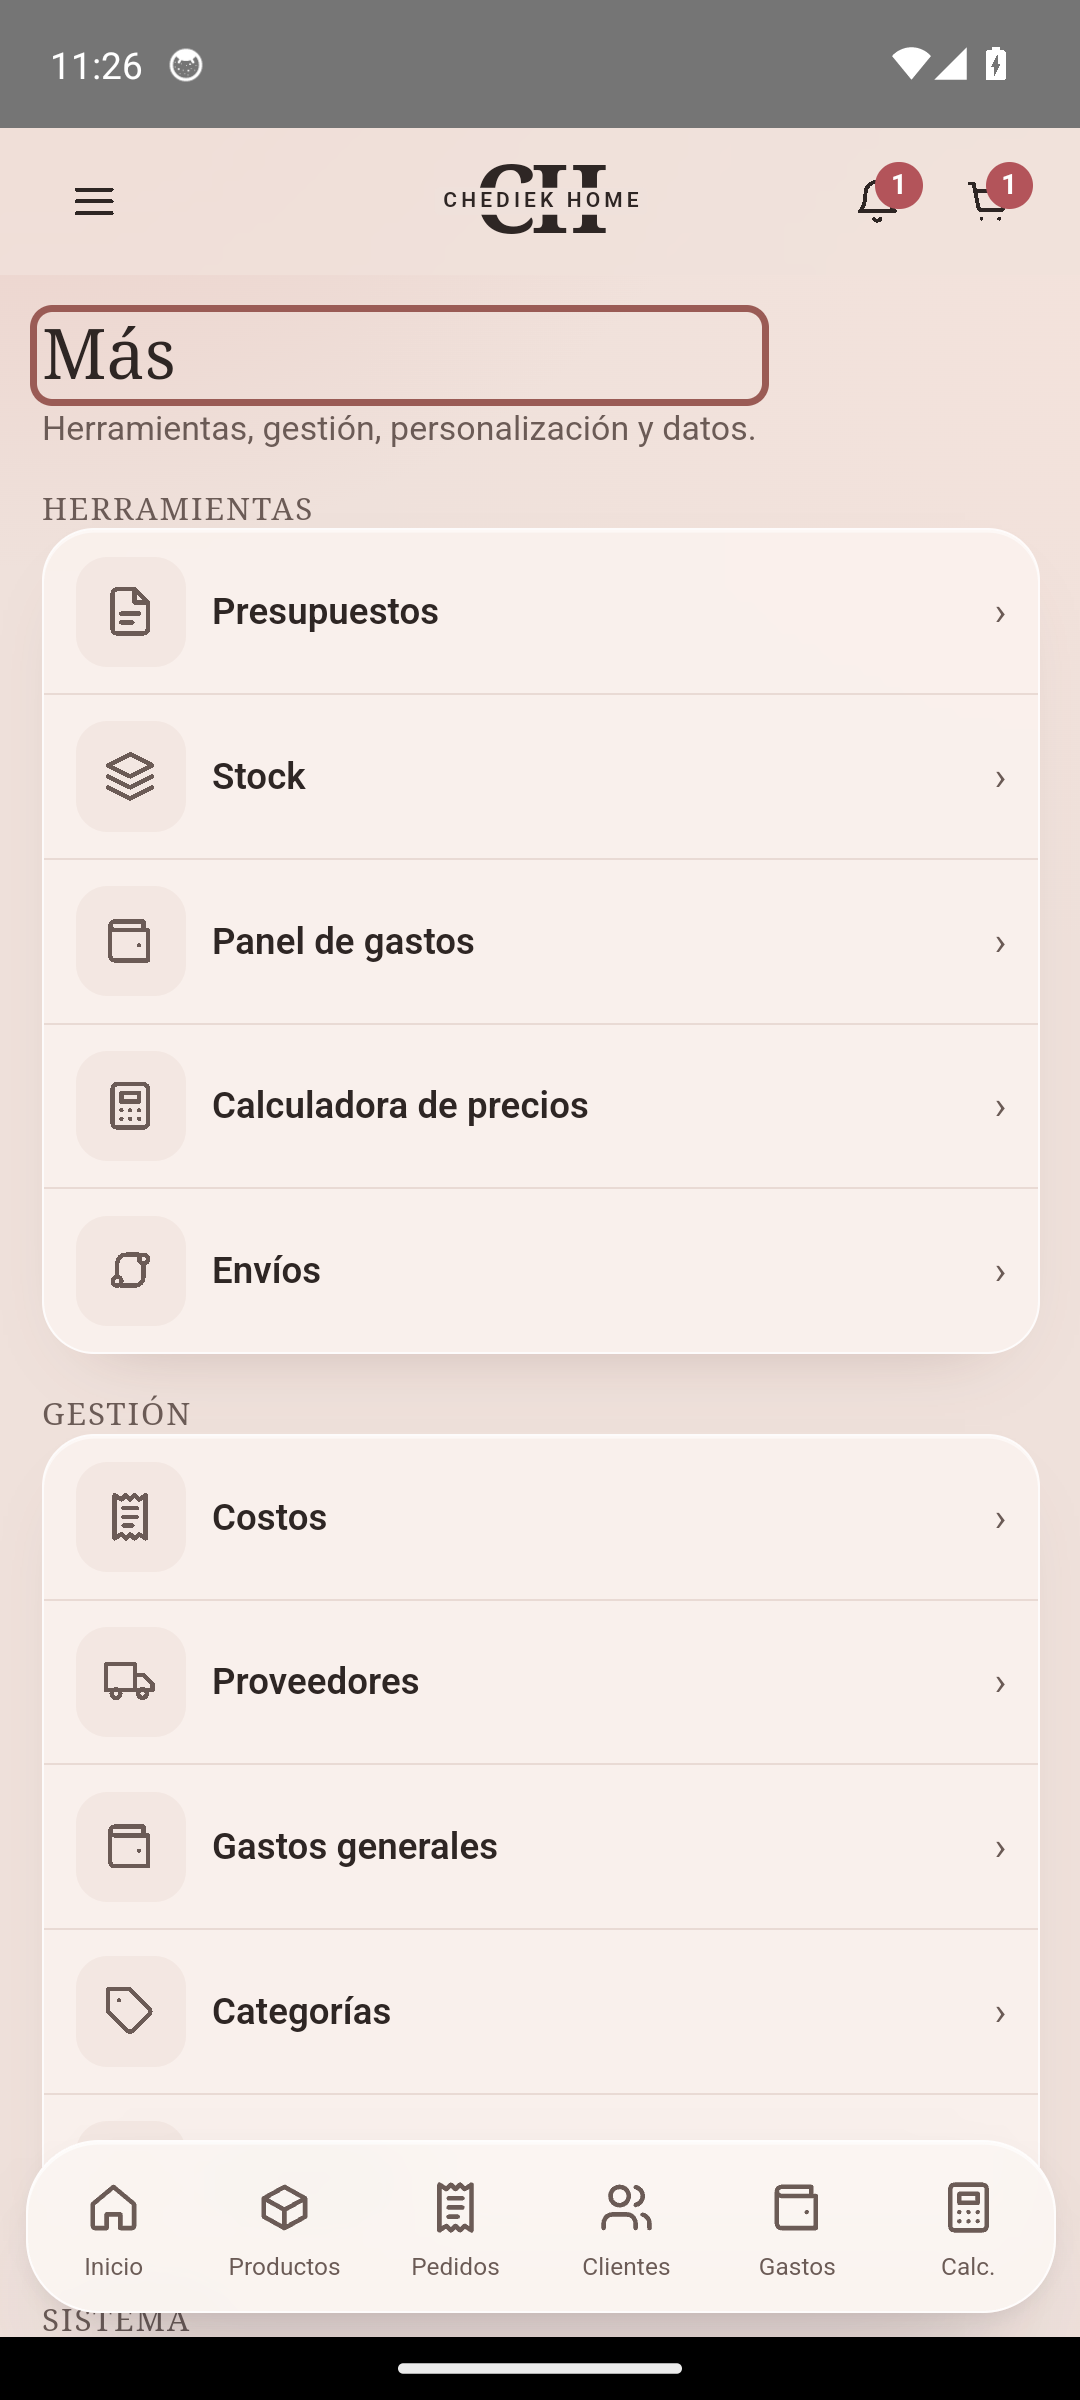 11:26
CH
CHEDIEK HOME
1
1
Más
Herramientas, gestión, personalización y datos.
HERRAMIENTAS
Presupuestos ›
Stock ›
Panel de gastos ›
Calculadora de precios ›
Envíos ›
GESTIÓN
Costos ›
Proveedores ›
Gastos generales ›
Categorías ›
Inicio
Productos
Pedidos
Clientes
Gastos
Calc.
SISTEMA